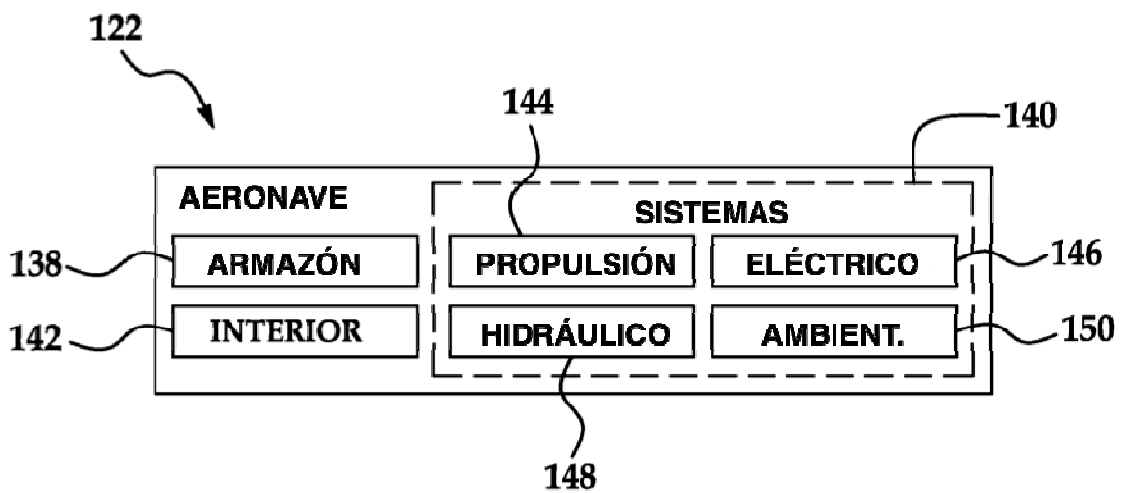 122
144
140
AERONAVE
SISTEMAS
138
ARMAZÓN
PROPULSIÓN
ELÉCTRICO
146
142
INTERIOR
HIDRÁULICO
AMBIENT.
150
148